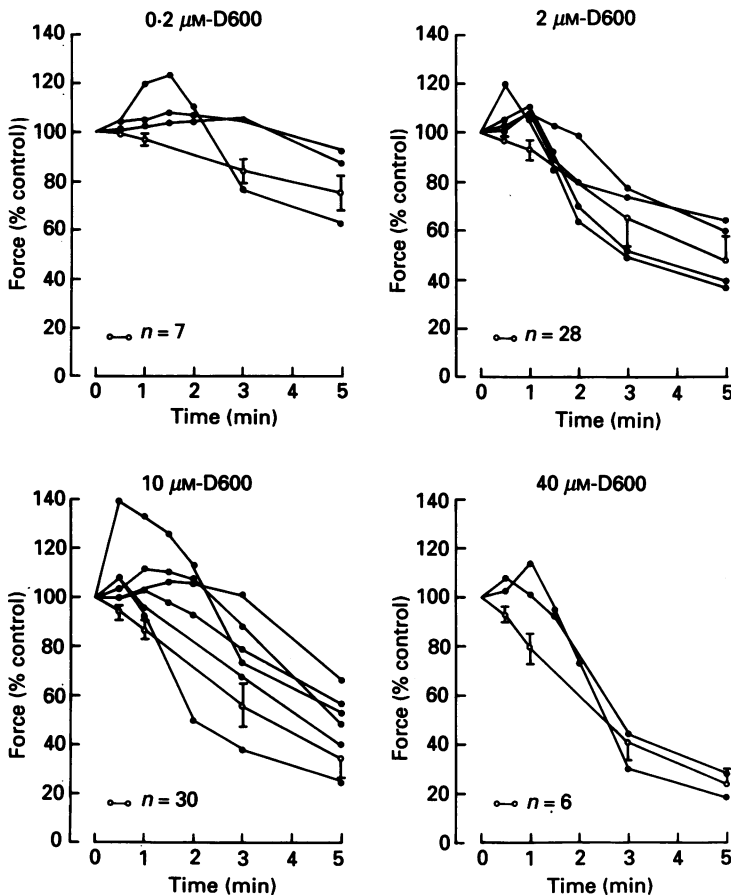 0·2 μM-D600
140
120
100
80
60
40
20
0
Force (% control))
n = 7
0 1 2 3 4 5
Time (min)
2 μM-D600
140
120
100
80
60
40
20
0
Force (% control)
n = 28
0 1 2 3 4 5
Time (min)
10 μM-D600
140
120
100
80
60
40
20
0
Force (% control)
n = 30
0 1 2 3 4 5
Time (min)
40 μM-D600
140
120
100
80
60
40
20
0
Force (% control)
n = 6
0 1 2 3 4 5
Time (min)